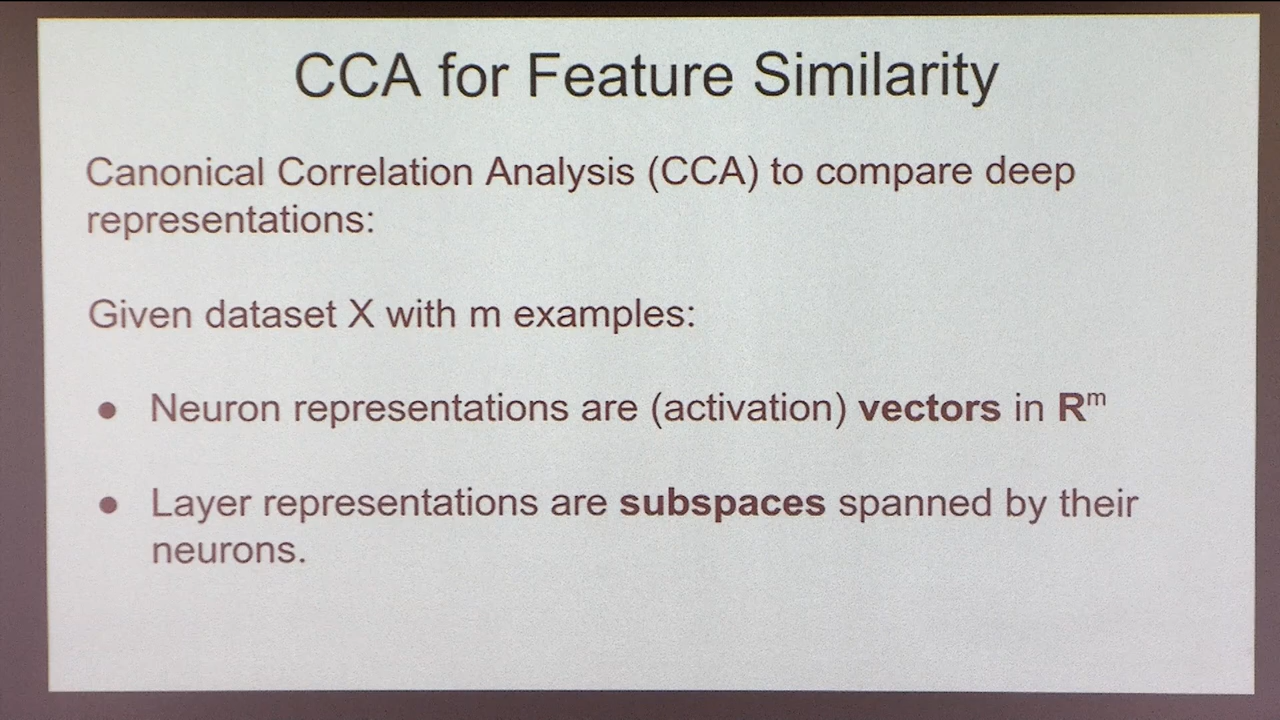 CCA for Feature Similarity
Canonical Correlation Analysis (CCA) to compare deep
representations:
Given dataset X with m examples:
● Neuron representations are (activation) vectors in Rᵐ
● Layer representations are subspaces spanned by their
neurons.